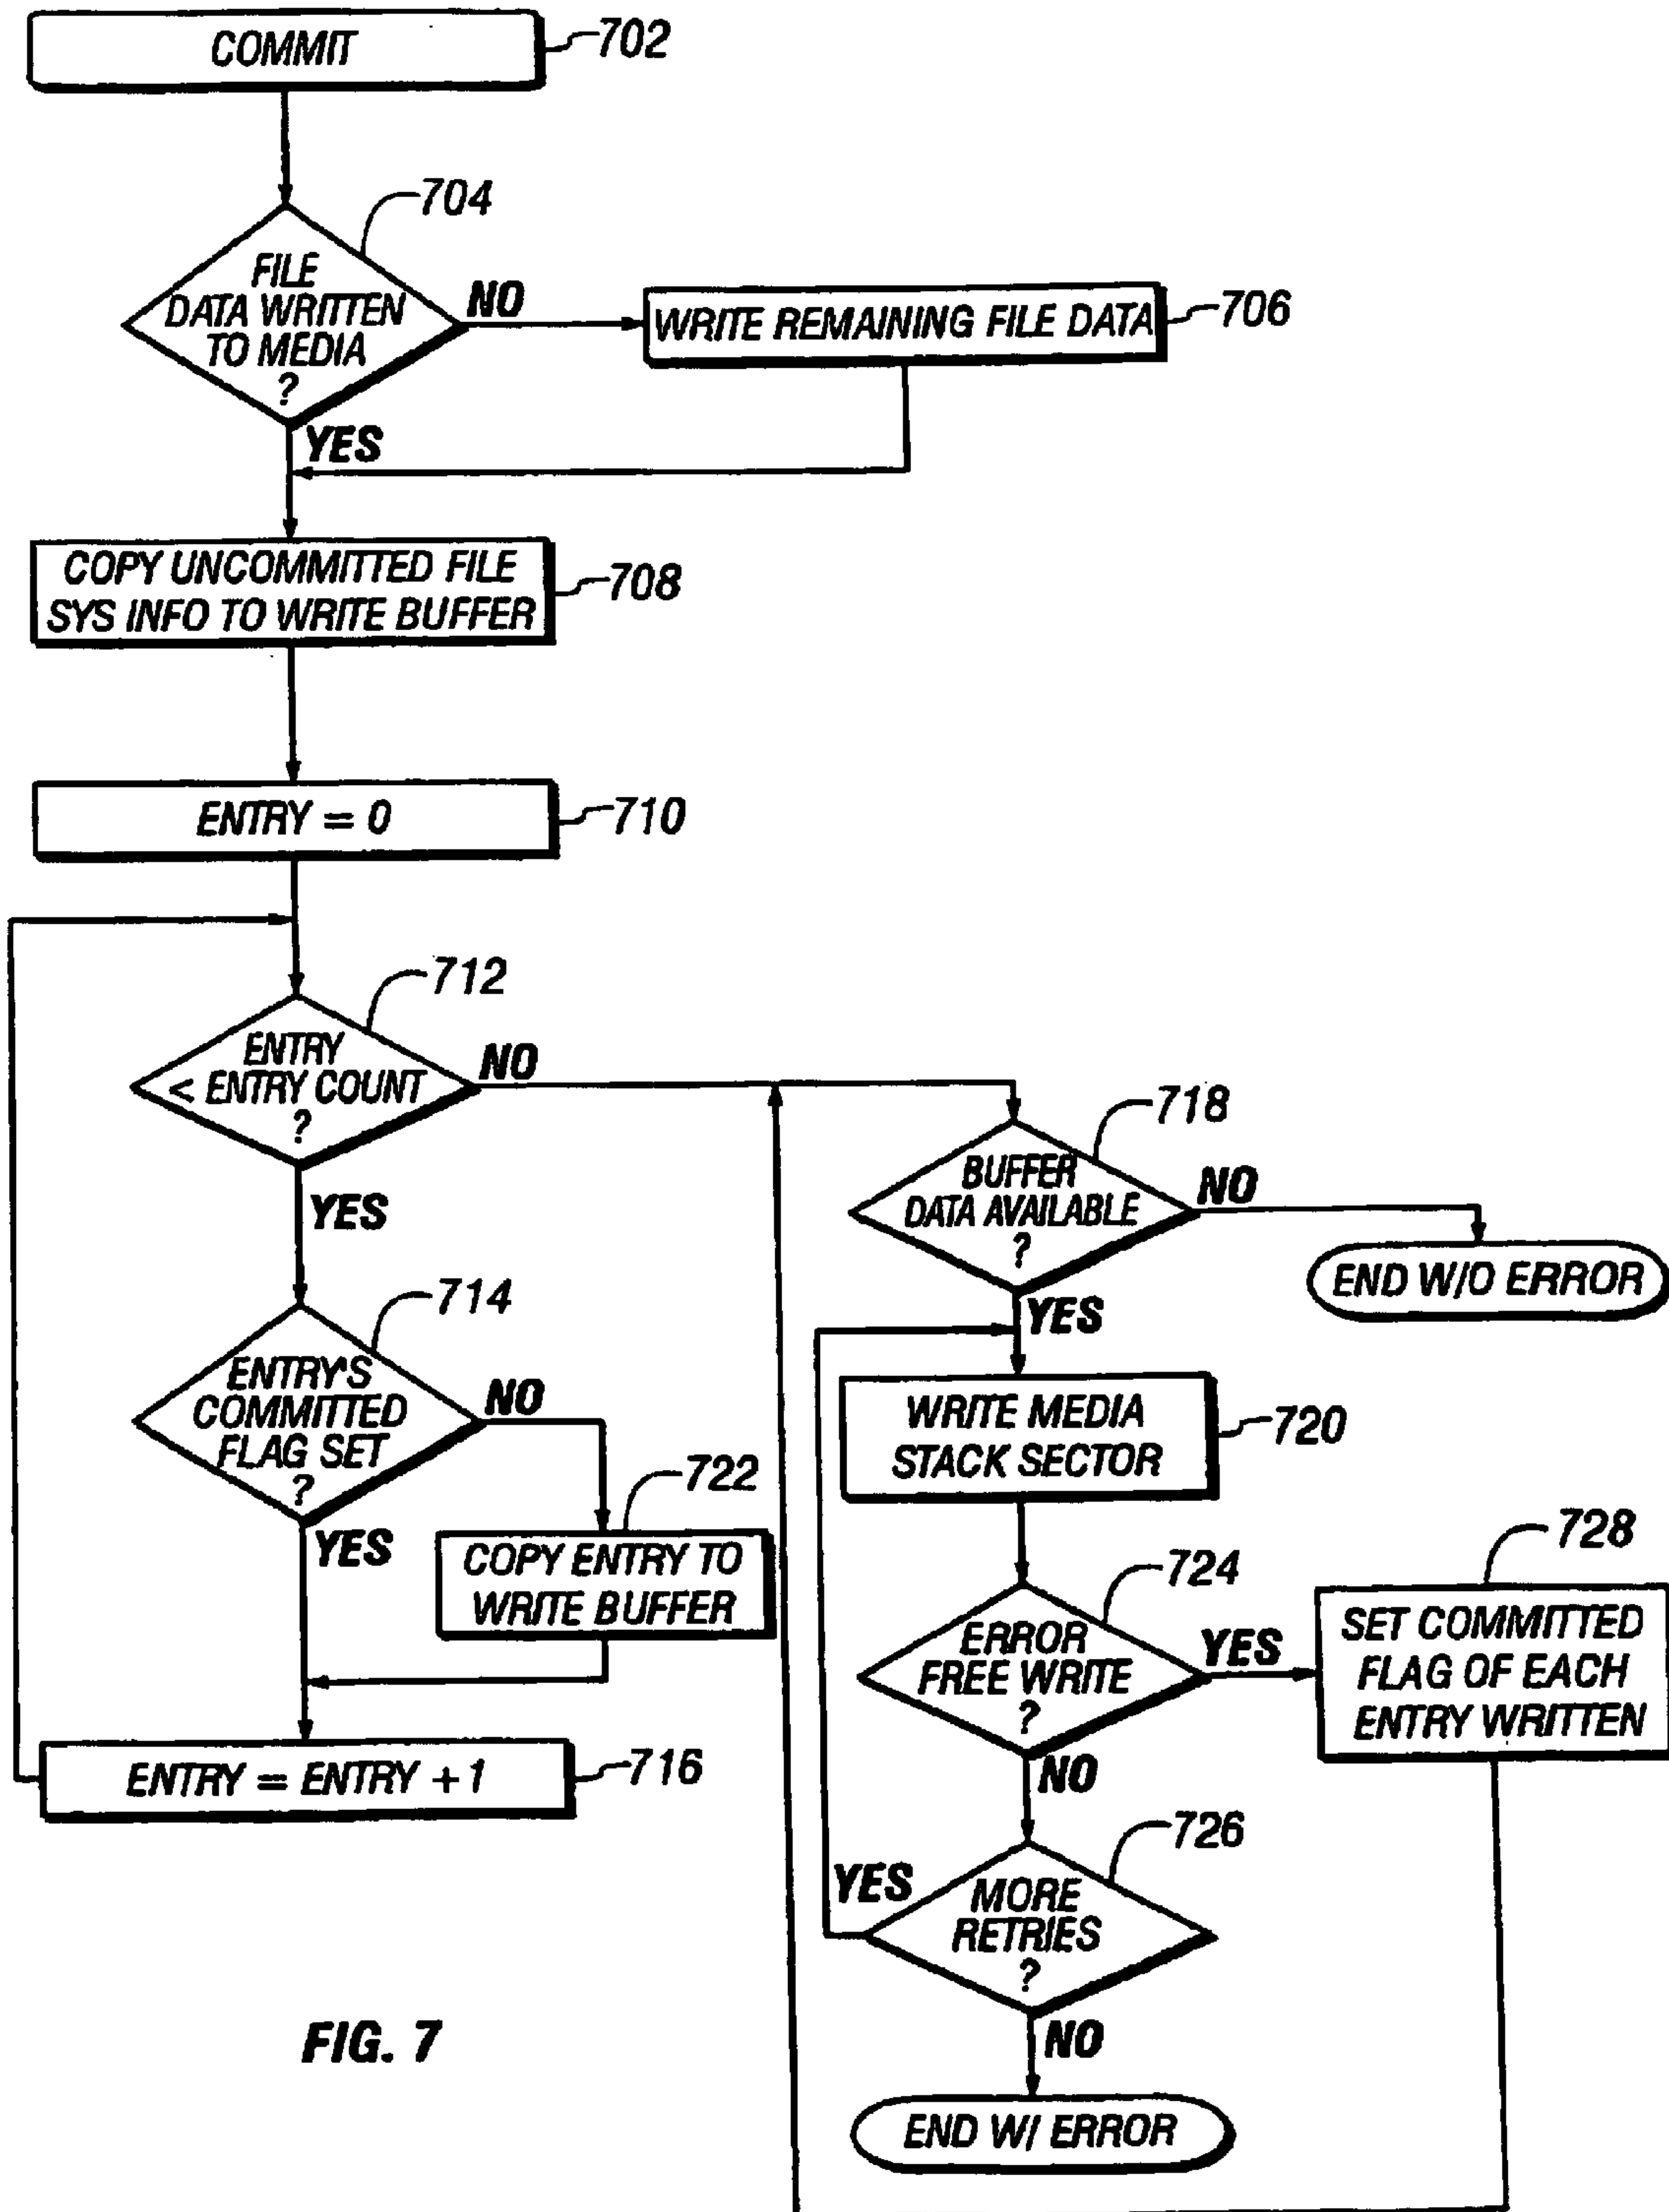 COMMIT
702
704
FILE
DATA WRITTEN
TO MEDIA
?
NO
WRITE REMAINING FILE DATA
706
YES
COPY UNCOMMITTED FILE
SYS INFO TO WRITE BUFFER
708
ENTRY = 0
710
712
ENTRY
< ENTRY COUNT
?
NO
YES
714
ENTRY'S
COMMITTED
FLAG SET
?
NO
YES
722
COPY ENTRY TO
WRITE BUFFER
ENTRY = ENTRY +1
716
718
BUFFER
DATA AVAILABLE
?
NO
END W/O ERROR
YES
WRITE MEDIA
STACK SECTOR
720
724
ERROR
FREE WRITE
?
YES
728
SET COMMITTED
FLAG OF EACH
ENTRY WRITTEN
NO
726
YES
MORE
RETRIES
?
NO
END W/ ERROR
FIG. 7